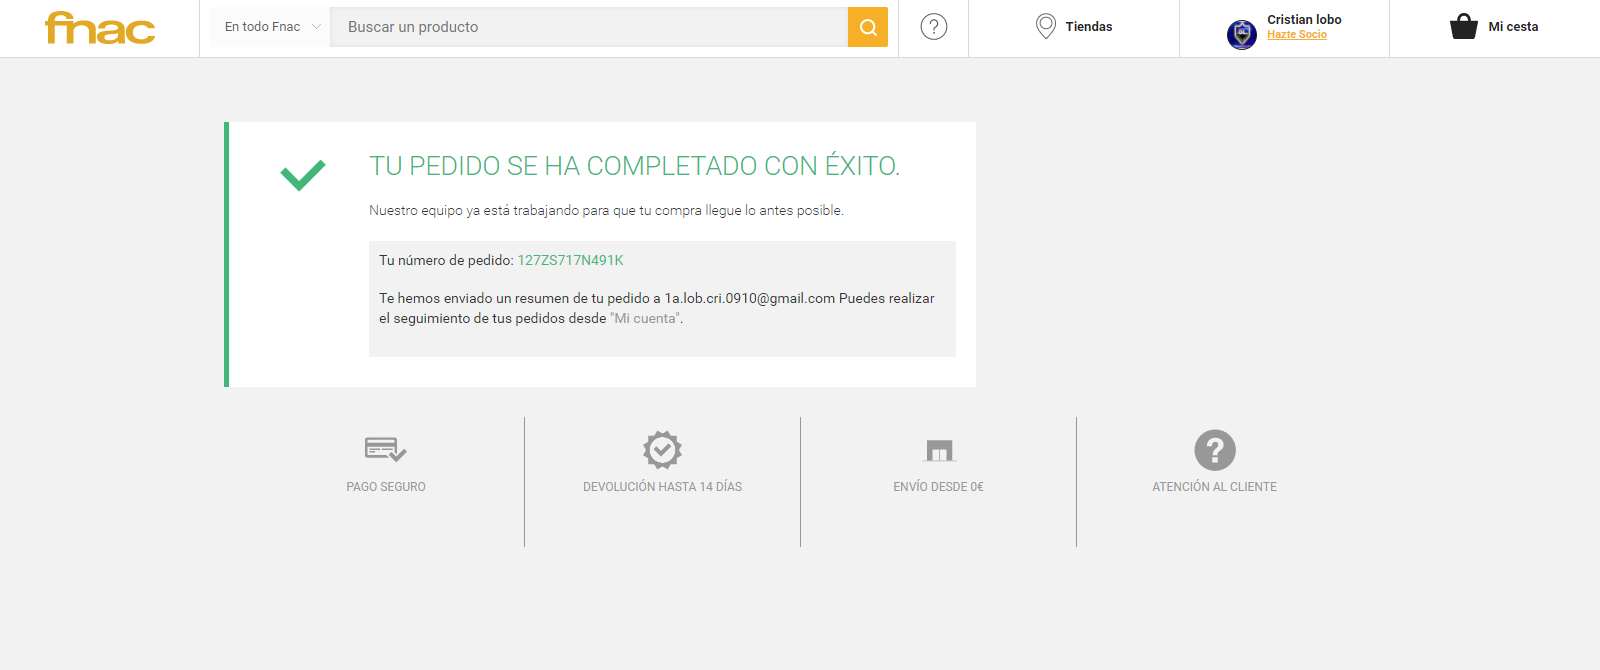 fnac
En todo Fnac
Buscar un producto
?
Tiendas
Cristian lobo
Hazte Socio
Mi cesta
TU PEDIDO SE HA COMPLETADO CON ÉXITO.
Nuestro equipo ya está trabajando para que tu compra llegue lo antes posible.
Tu número de pedido: 127ZS717N491K
Te hemos enviado un resumen de tu pedido a 1a.lob.cri.0910@gmail.com Puedes realizar
el seguimiento de tus pedidos desde "Mi cuenta".
PAGO SEGURO
DEVOLUCIÓN HASTA 14 DÍAS
ENVÍO DESDE 0€
?
ATENCIÓN AL CLIENTE